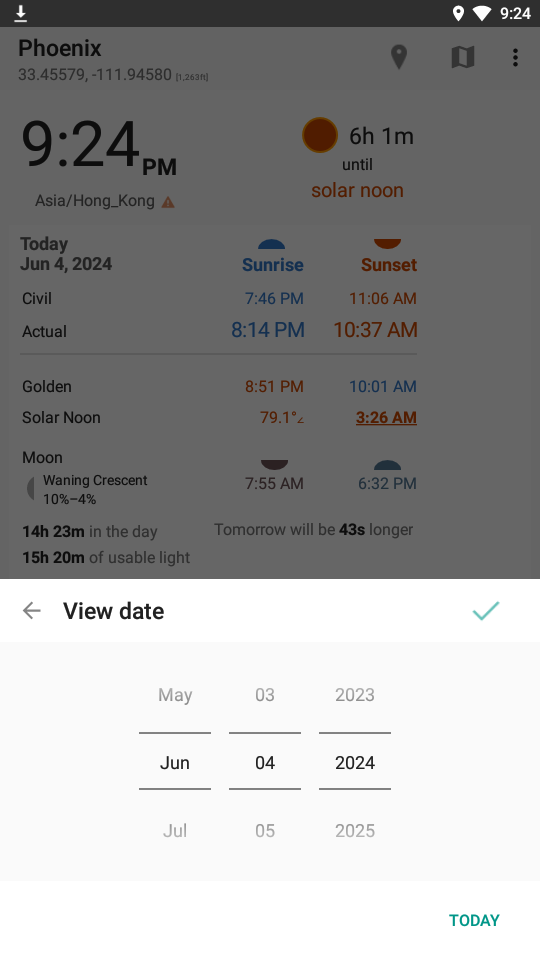 9:24
Phoenix
33.45579, -111.94580 [1,263ft]
9:24 PM
6h 1m
until
solar noon
Asia/Hong_Kong
Today
Jun 4, 2024
Sunrise
Sunset
Civil
7:46 PM
11:06 AM
Actual
8:14 PM
10:37 AM
Golden
8:51 PM
10:01 AM
Solar Noon
79.1°∠
3:26 AM
Moon
Waning Crescent
10%–4%
7:55 AM
6:32 PM
14h 23m in the day
Tomorrow will be 43s longer
15h 20m of usable light
View date
May 03 2023
Jun 04 2024
Jul 05 2025
TODAY